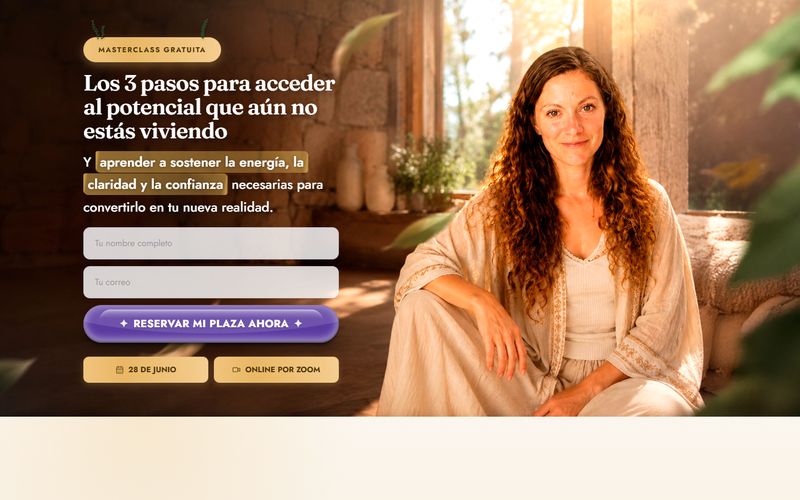 MASTERCLASS GRATUITA
Los 3 pasos para acceder
al potencial que aún no
estás viviendo
Y aprender a sostener la energía, la
claridad y la confianza necesarias para
convertirlo en tu nueva realidad.
Tu nombre completo
Tu correo
✦ RESERVAR MI PLAZA AHORA ✦
28 DE JUNIO
ONLINE POR ZOOM